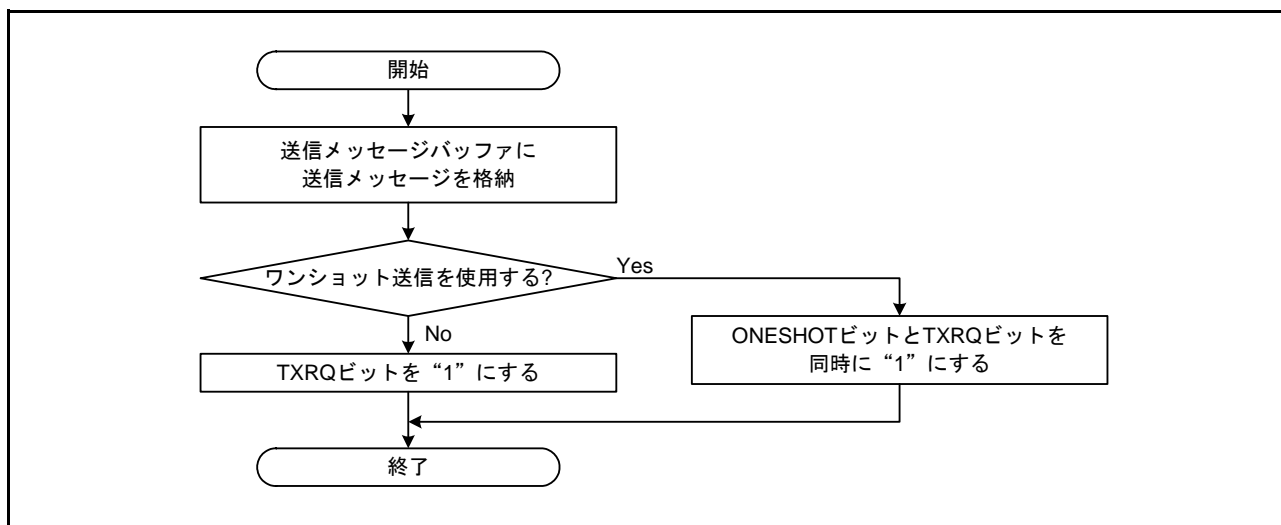 開始
送信メッセージバッファに
送信メッセージを格納
ワンショット送信を使用する?
Yes
No
ONESHOTビットとTXRQビットを
同時に“1”にする
TXRQビットを“1”にする
終了